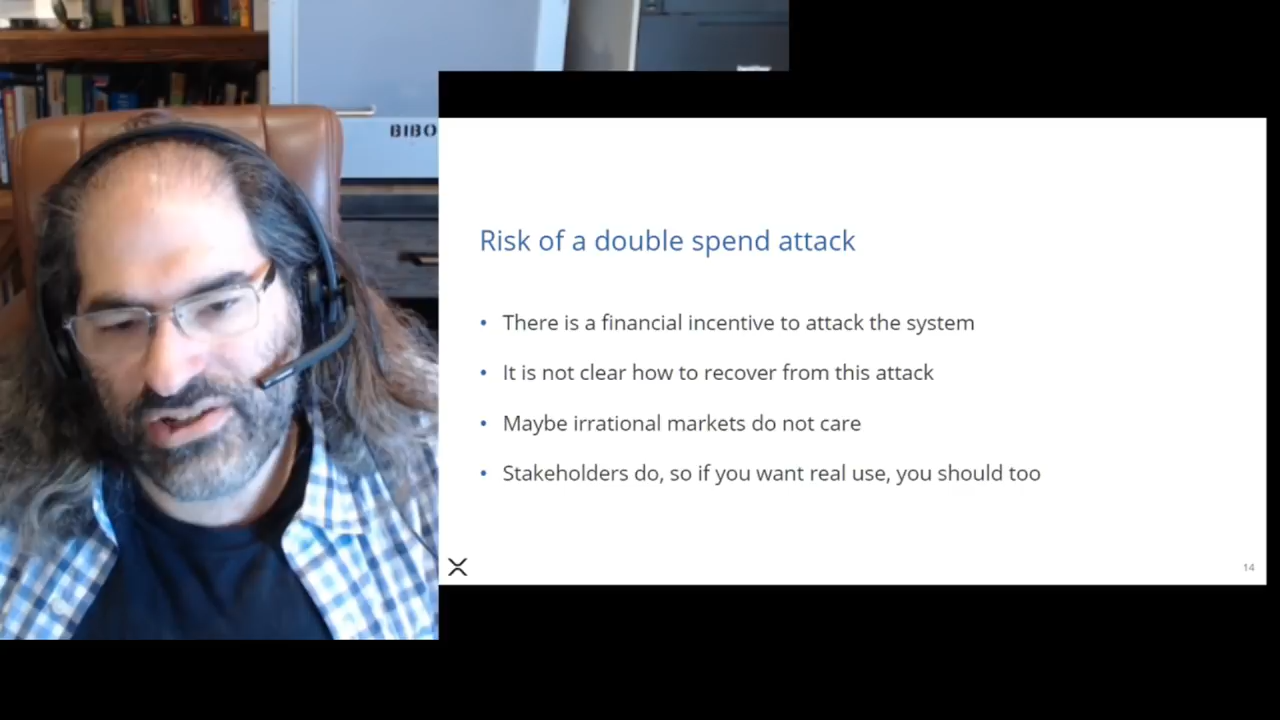 BIBO
Risk of a double spend attack
• There is a financial incentive to attack the system
• It is not clear how to recover from this attack
• Maybe irrational markets do not care
• Stakeholders do, so if you want real use, you should too
14